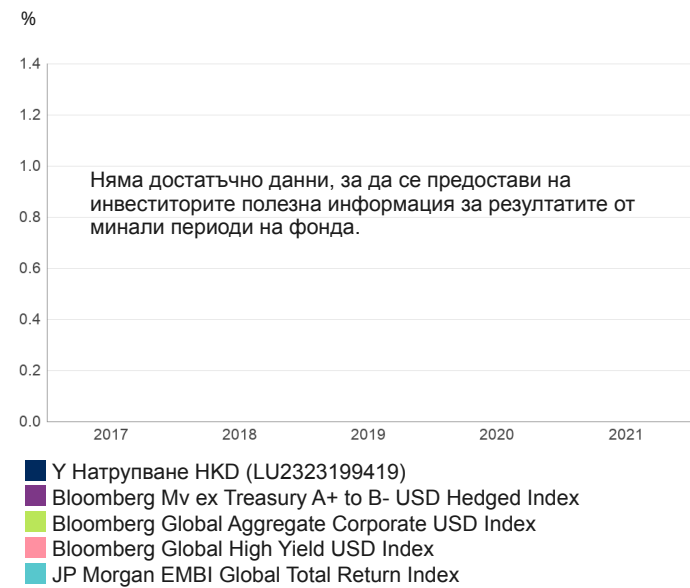 %
1.4
1.2
1.0
Няма достатъчно данни, за да се предостави на
инвеститорите полезна информация за резултатите от
0.8
минали периоди на фонда.
0.6
0.4
0.2
0.0
2017 2018 2019 2020 2021
Y Натрупване HKD (LU2323199419)
Bloomberg Mv ex Treasury A+ to B- USD Hedged Index
Bloomberg Global Aggregate Corporate USD Index
Bloomberg Global High Yield USD Index
JP Morgan EMBI Global Total Return Index